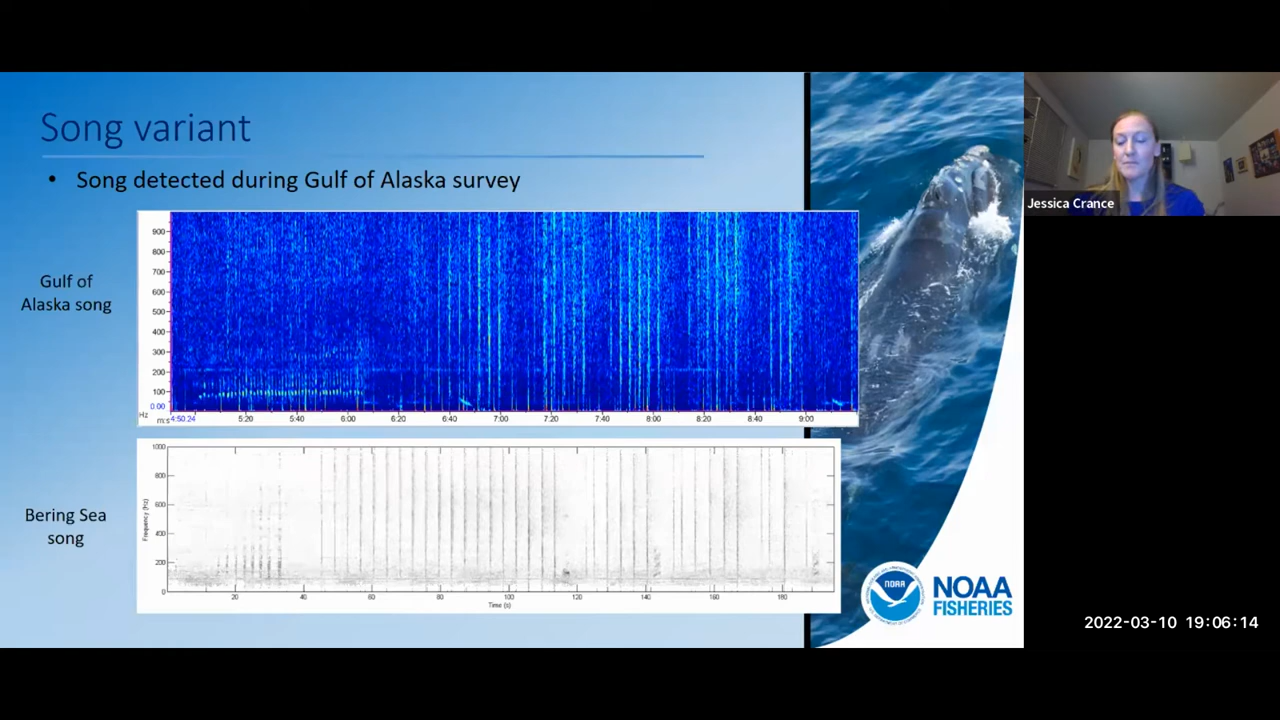 Song variant
• Song detected during Gulf of Alaska survey
Gulf of
Alaska song
900
800
700
600
500
400
300
200
100
0.00
Hz
m:s
4:50.24 5:20 5:40 6:00 6:20 6:40 7:00 7:20 7:40 8:00 8:20 8:40 9:00
Bering Sea
song
Frequency (Hz)
1000
800
600
400
200
0
20 40 60 80 100 120 140 160 180
Time (s)
NOAA
NOAA
FISHERIES
Jessica Crance
2022-03-10 19:06:14